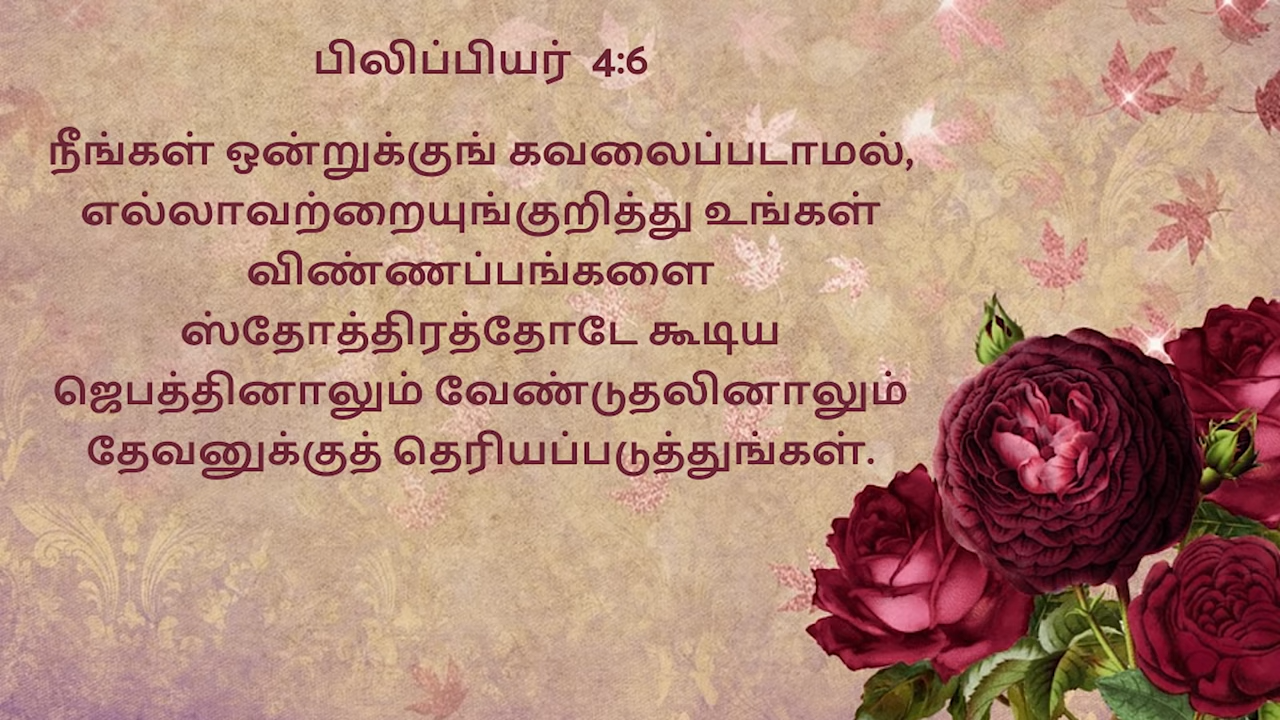 பிலிப்பியர் 4:6
நீங்கள் ஒன்றுக்குங் கவலைப்படாமல்,
எல்லாவற்றையுங்குறித்து உங்கள்
விண்ணப்பங்களை
ஸ்தோத்திரத்தோடே கூடிய
ஜெபத்தினாலும் வேண்டுதலினாலும்
தேவனுக்குத் தெரியப்படுத்துங்கள்.